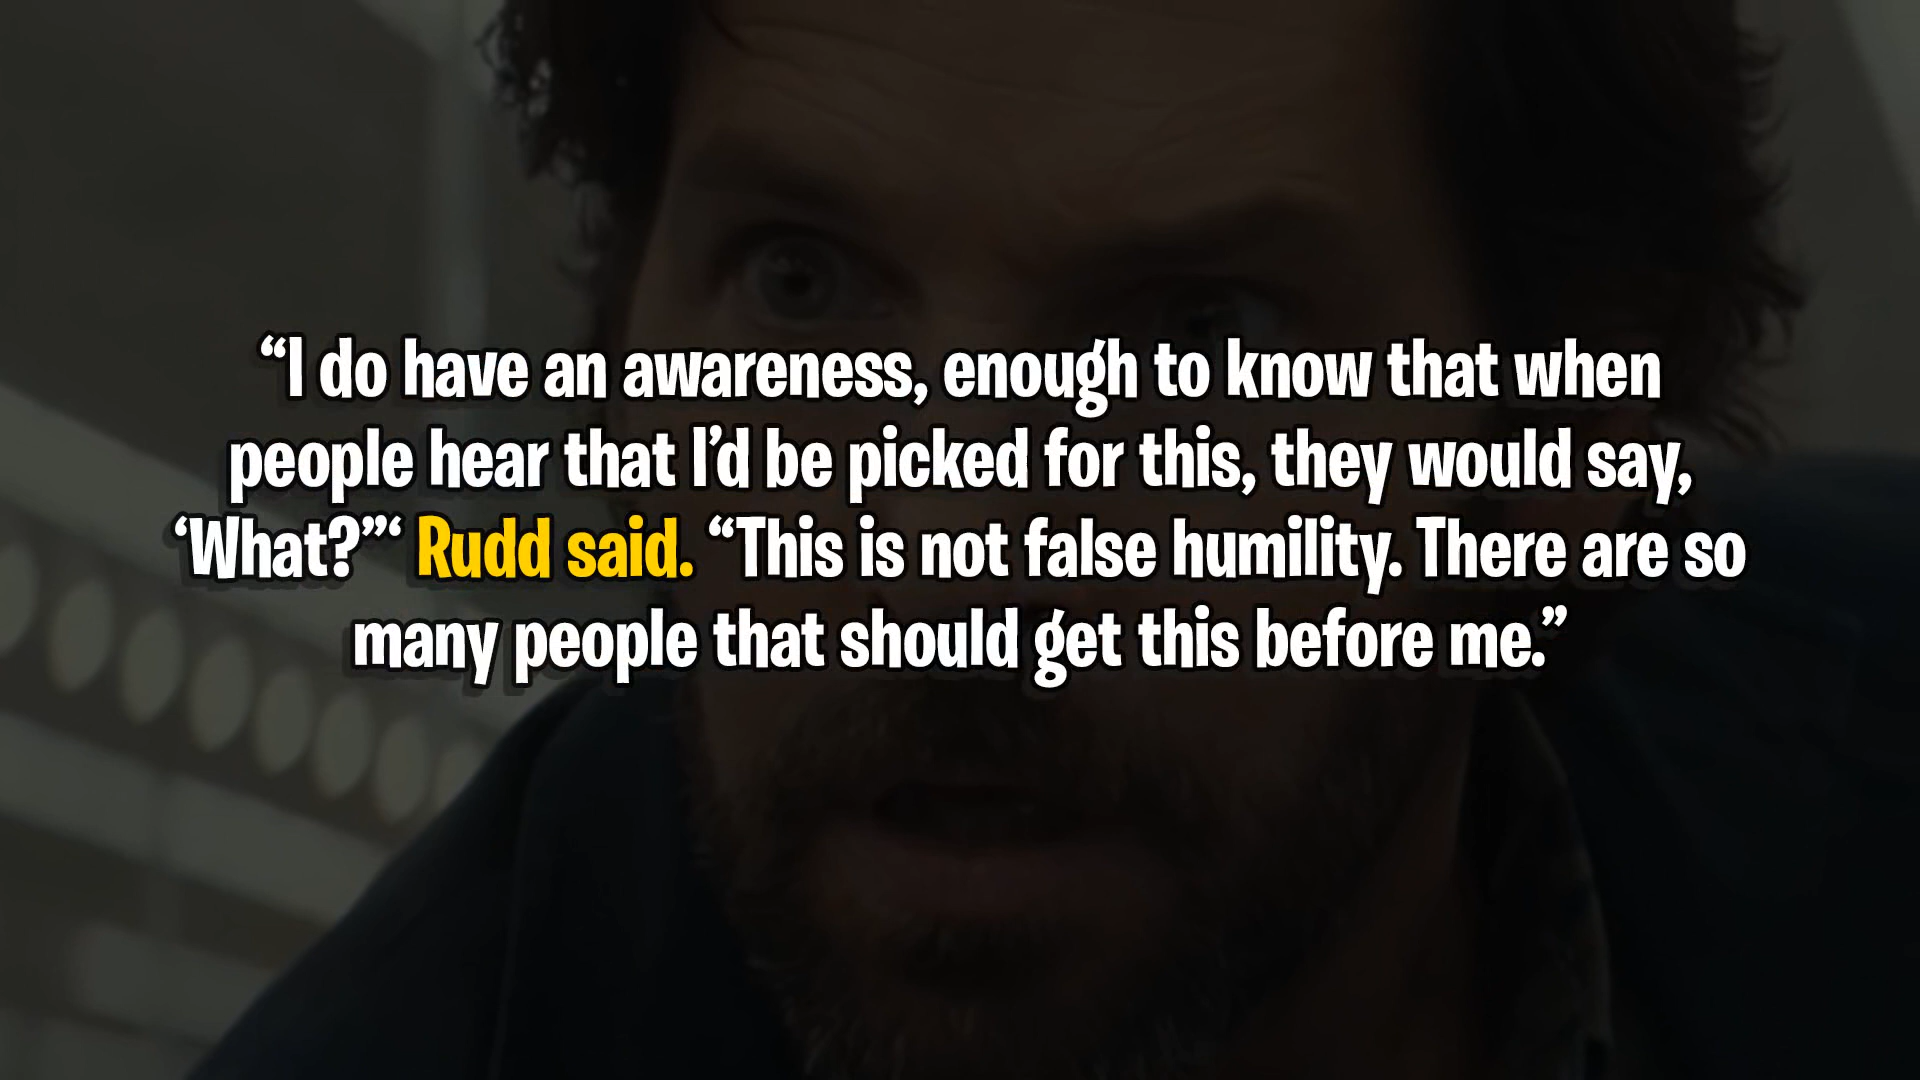 “I do have an awareness, enough to know that when
people hear that I’d be picked for this, they would say,
‘What?”‘ Rudd said. “This is not false humility. There are so
many people that should get this before me.”